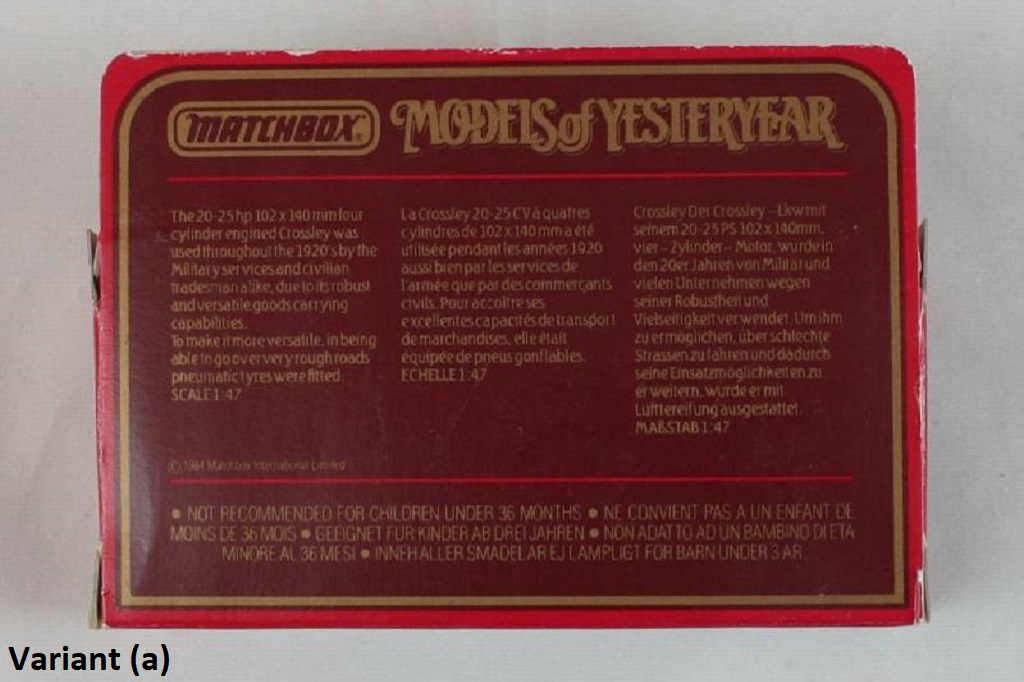 MATCHBOX MODELS of YESTERYEAR
The 20-25 hp 102 x 140 mm four
cylinder engined Crossley was
used throughout the 1920's by the
Military services and civilian
tradesman alike, due to its robust
and versatile goods carrying
capabilities.
To make it more versatile, in being
able to go over very rough roads
pneumatic tyres were fitted.
SCALE 1:47
© 1984 Matchbox International Limited
La Crossley 20-25 CV à quatres
cylindres de 102 x 140 mm a été
utilisée pendant les années 1920
aussi bien par les services de
l'armée que par des commerçants
civils. Pour accoître ses
excellentes capacités de transport
de marchandises, elle était
équipée de pneus gonflables.
ECHELLE 1:47
Crossley Der Crossley – Lkw mit
seinem 20-25 PS 102 x 140mm,
vier – Zylinder – Motor, wurde in
den 20er Jahren von Militär und
vielen Unternehmen wegen
seiner Robustheit und
Vielseitigkeit verwendet. Um ihm
zu ermöglichen, über schlechte
Strassen zu fahren und dadurch
seine Einsatzmöglichkeiten zu
erweitern, wurde er mit
Luftbereifung ausgestattet.
MAßSTAB 1:47
• NOT RECOMMENDED FOR CHILDREN UNDER 36 MONTHS • NE CONVIENT PAS A UN ENFANT DE
MOINS DE 36 MOIS • GEEIGNET FUR KINDER AB DREI JAHREN • NON ADATTO AD UN BAMBINO DI ETA
MINORE AL 36 MESI • INNEHALLER SMADELAR EJ LAMPLIGT FOR BARN UNDER 3 AR
Variant (a)